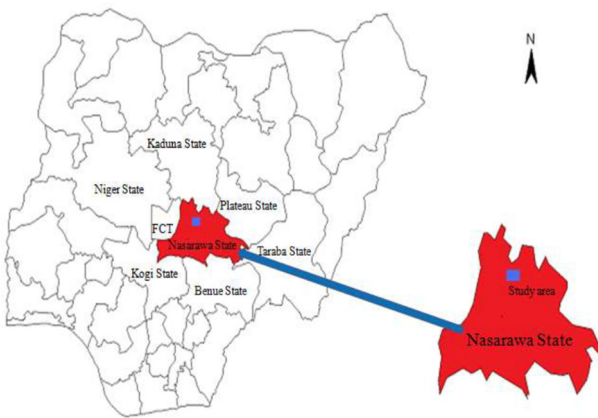 N
Kaduna State
Niger State
Plateau State
FCT
Nasarawa State
Taraba State
Kogi State
Benue State
Study area
Nasarawa State